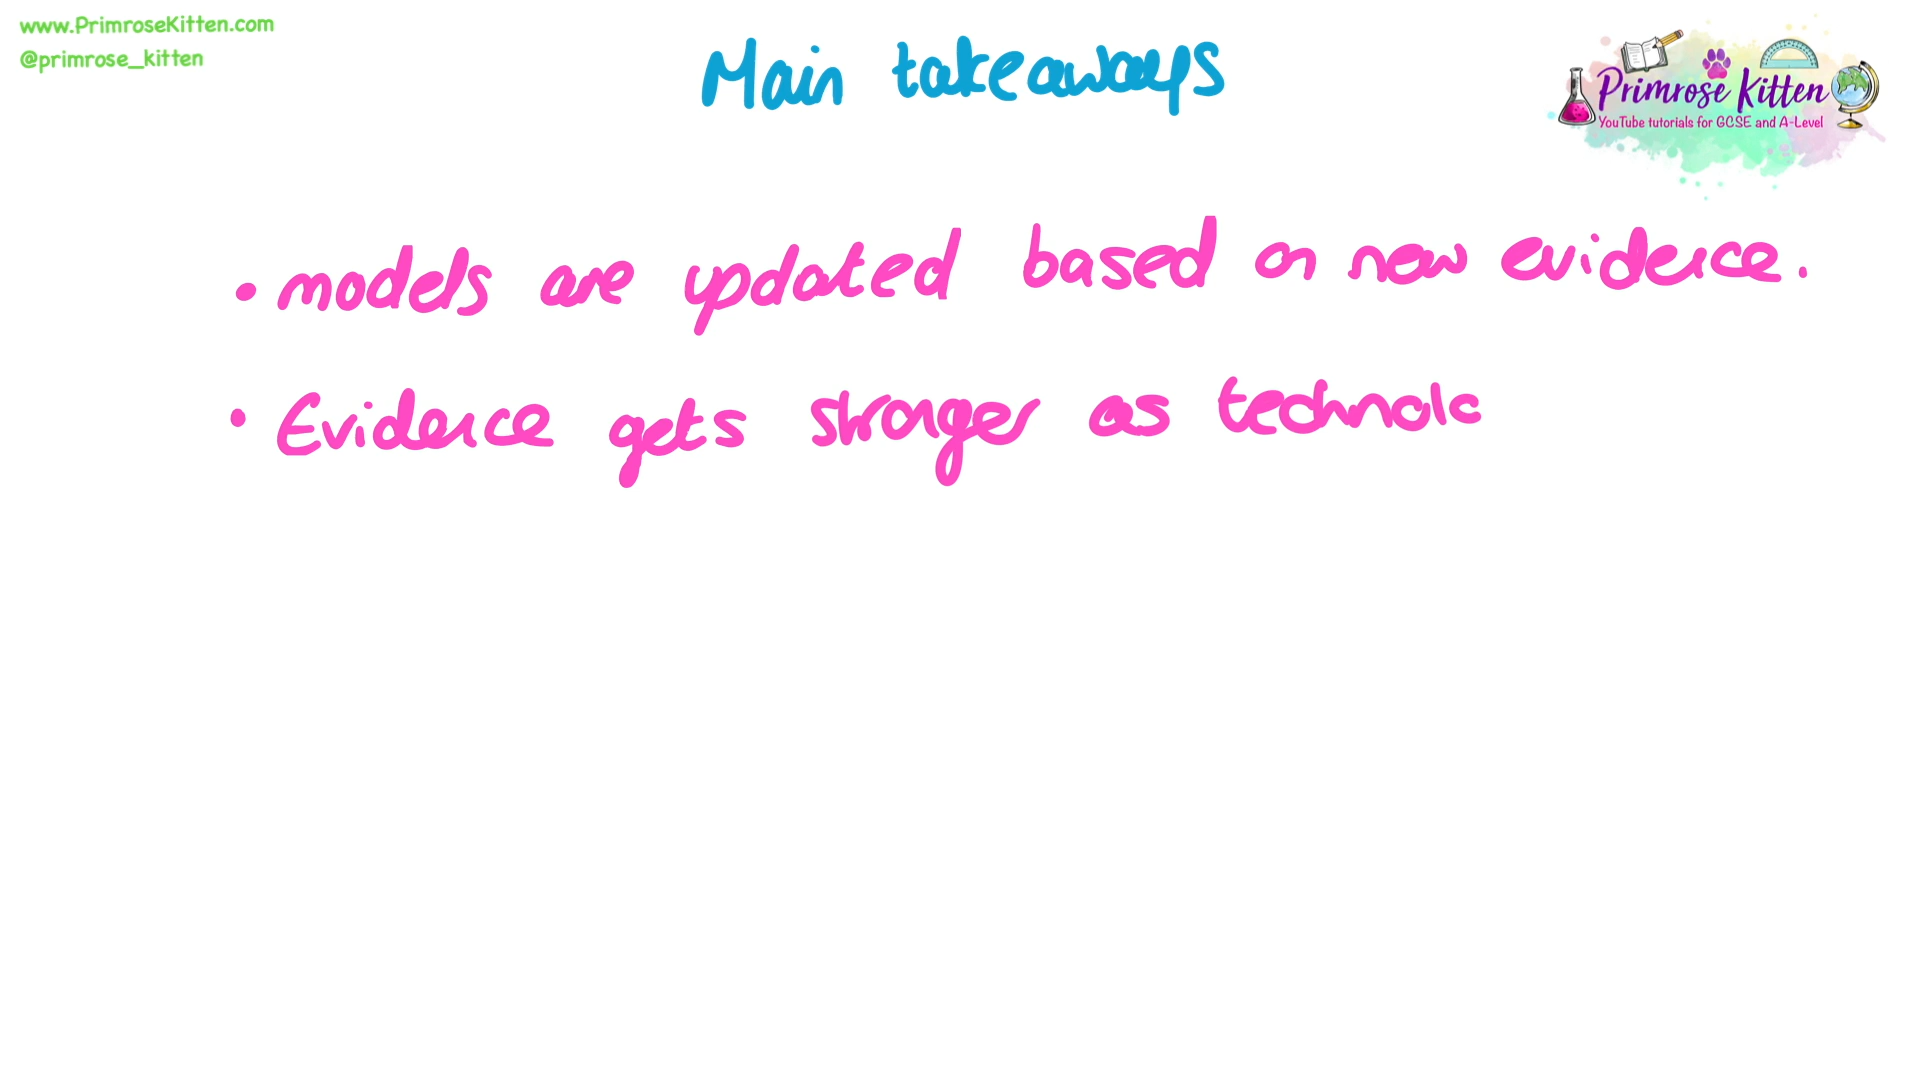 www.PrimroseKitten.com
@primrose_kitten
Main takeaways
Primrose Kitten
YouTube tutorials for GCSE and A-Level
• models are updated based on new evidence.
• Evidence gets stronger as technolo